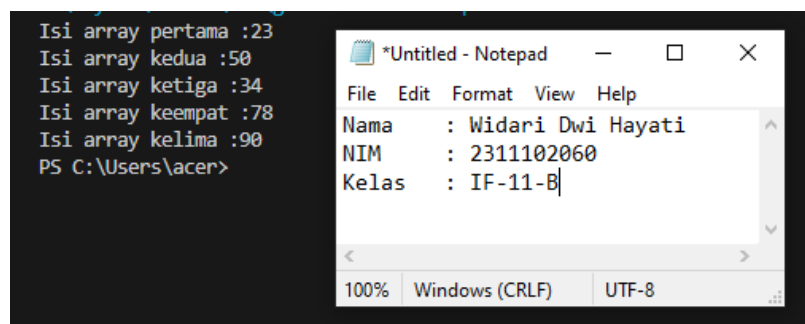 Isi array pertama :23
Isi array kedua :50
Isi array ketiga :34
Isi array keempat :78
Isi array kelima :90
PS C:\Users\acer>
*Untitled - Notepad
File Edit Format View Help
Nama : Widari Dwi Hayati
NIM : 2311102060
Kelas : IF-11-B
100% Windows (CRLF) UTF-8